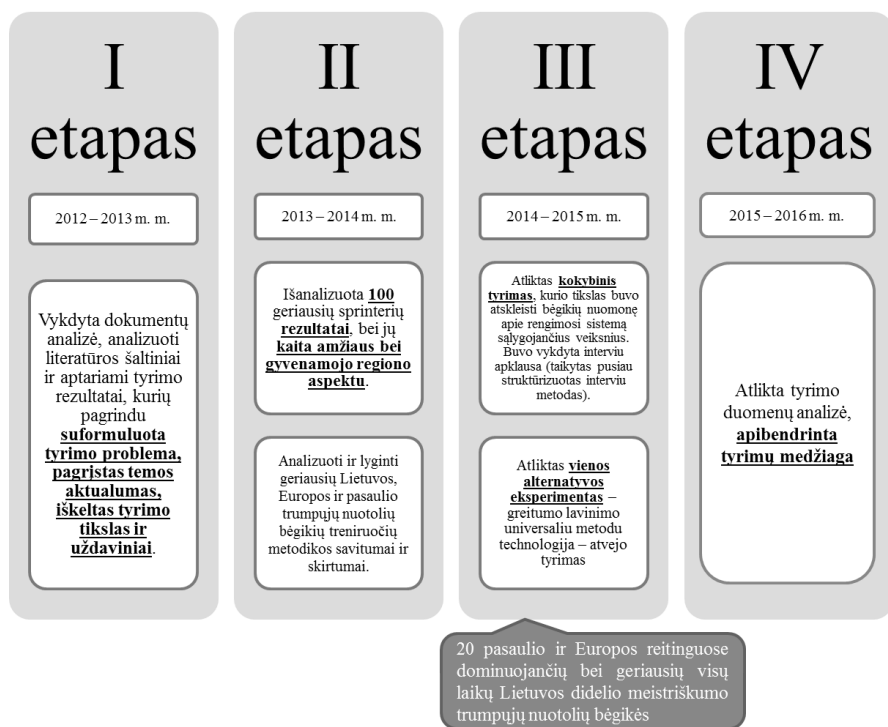 I
etapas
2012 – 2013 m. m.
Vykdyta dokumentų
analizė, analizuoti
literatūros šaltiniai
ir aptariami tyrimo
rezultatai, kurių
pagrindu
suformuluota
tyrimo problema,
pagrįstas temos
aktualumas,
iškeltas tyrimo
tikslas ir
uždaviniai.
II
etapas
2013 – 2014 m. m.
Išanalizuota 100
geriausių sprinterių
rezultatai, bei jų
kaita amžiaus bei
gyvenamojo regiono
aspektu.
Analizuoti ir lyginti
geriausių Lietuvos,
Europos ir pasaulio
trumpųjų nuotolių
bėgikių treniruočių
metodikos savitumai ir
skirtumai.
III
etapas
2014 – 2015 m. m.
Atliktas kokybinis
tyrimas, kurio tikslas buvo
atskleisti bėgikių nuomonę
apie rengimosi sistemą
sąlygojančius veiksnius.
Buvo vykdyta interviu
apklausa (taikytas pusiau
struktūrizuotas interviu
metodas).
Atliktas vienos
alternatyvos
eksperimentas –
greitumo lavinimo
universaliu metodu
technologija – atvejo
tyrimas
20 pasaulio ir Europos reitinguose
dominuojančių bei geriausių visų
laikų Lietuvos didelio meistriškumo
trumpųjų nuotolių bėgikės
IV
etapas
2015 – 2016 m. m.
Atlikta tyrimo
duomenų analizė,
apibendrinta
tyrimų medžiaga